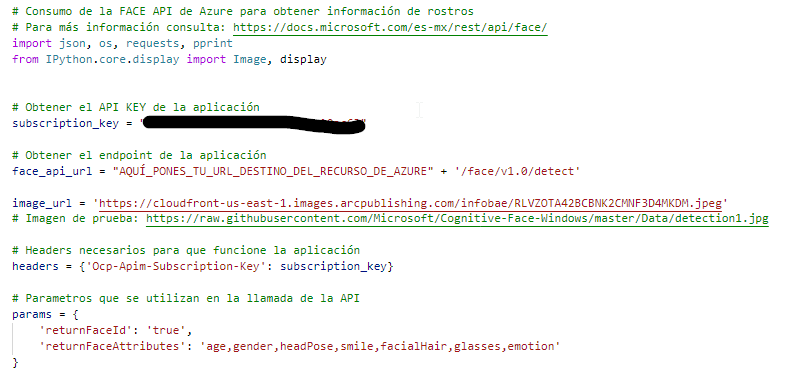 # Consumo de la FACE API de Azure para obtener información de rostros
# Para más información consulta: https://docs.microsoft.com/es-mx/rest/api/face/
import json, os, requests, pprint
from IPython.core.display import Image, display
# Obtener el API KEY de la aplicación
subscription_key = "
# Obtener el endpoint de la aplicación
face_api_url = "AQUÍ_PONES_TU_URL_DESTINO_DEL_RECURSO_DE_AZURE" + '/face/v1.0/detect'
image_url = 'https://cloudfront-us-east-1.images.arcpublishing.com/infobae/RLVZOTA42BCBNK2CMNF3D4MKDM.jpeg'
# Imagen de prueba: https://raw.githubusercontent.com/Microsoft/Cognitive-Face-Windows/master/Data/detection1.jpg
# Headers necesarios para que funcione la aplicación
headers = {'Ocp-Apim-Subscription-Key': subscription_key}
# Parametros que se utilizan en la llamada de la API
params = {
'returnFaceId': 'true',
'returnFaceAttributes': 'age,gender,headPose,smile,facialHair,glasses,emotion'
}